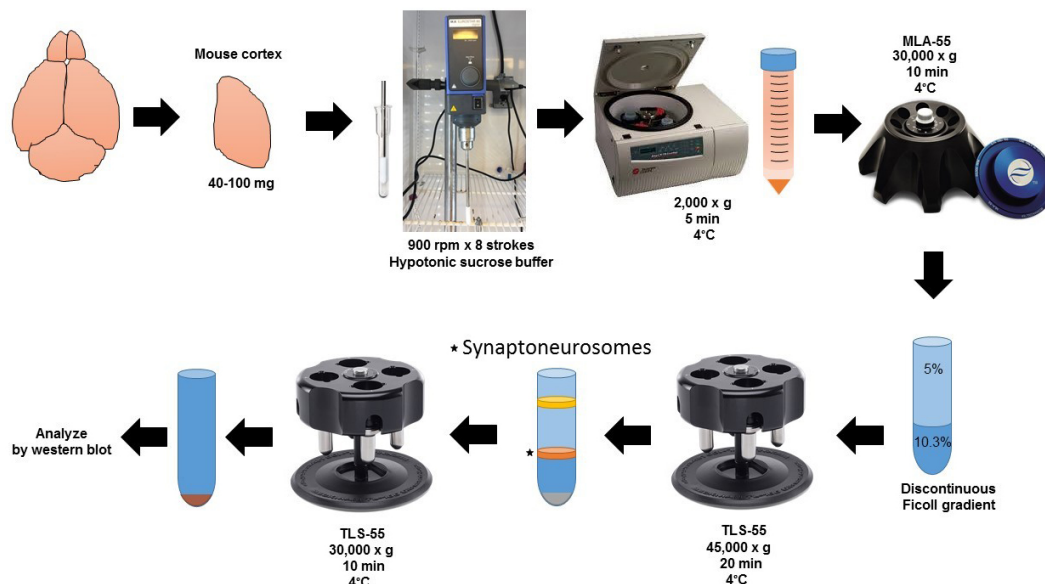 Mouse cortex
40-100 mg
900 rpm x 8 strokes
Hypotonic sucrose buffer
2,000 x g
5 min
4°C
MLA-55
30,000 x g
10 min
4°C
5%
10.3%
Discontinuous
Ficoll gradient
TLS-55
45,000 x g
20 min
4°C
Synaptoneurosomes
TLS-55
30,000 x g
10 min
4°C
Analyze
by western blot